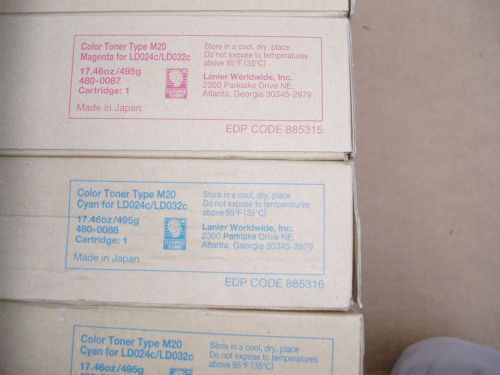 Color Toner Type M20
Magenta for LD024c/LD032c
17.46oz/495g
480-0087
Cartridge: 1
Made in Japan
Store in a cool, dry, place
Do not expose to temperatures
above 95°F (35°C)
Lanier Worldwide, Inc.
2300 Parklake Drive NE,
Atlanta, Georgia 30345-2979
EDP CODE 885315
Color Toner Type M20
Cyan for LD024c/LD032c
17.46oz/495g
480-0088
Cartridge: 1
Made in Japan
Store in a cool, dry, place
Do not expose to temperatures
above 95°F (35°C)
Lanier Worldwide, Inc.
2300 Parklake Drive NE,
Atlanta, Georgia 30345-2979
EDP CODE 885316
Color Toner Type M20
Cyan for LD024c/LD032c
17.46oz/495g
Store in a cool, dry, place
Do not expose to temperatures
above 95°F (35°C)